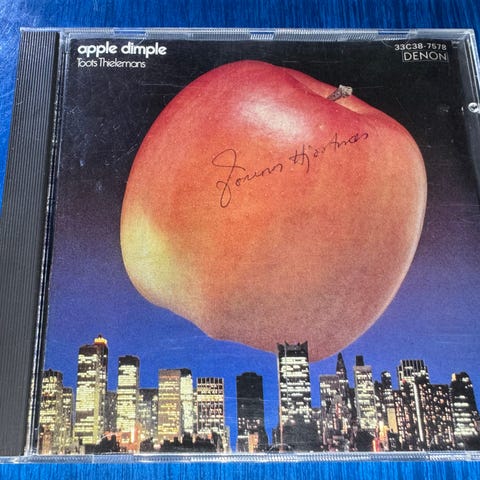 apple dimple
Toots Thielemans
33C38-7578
DENON